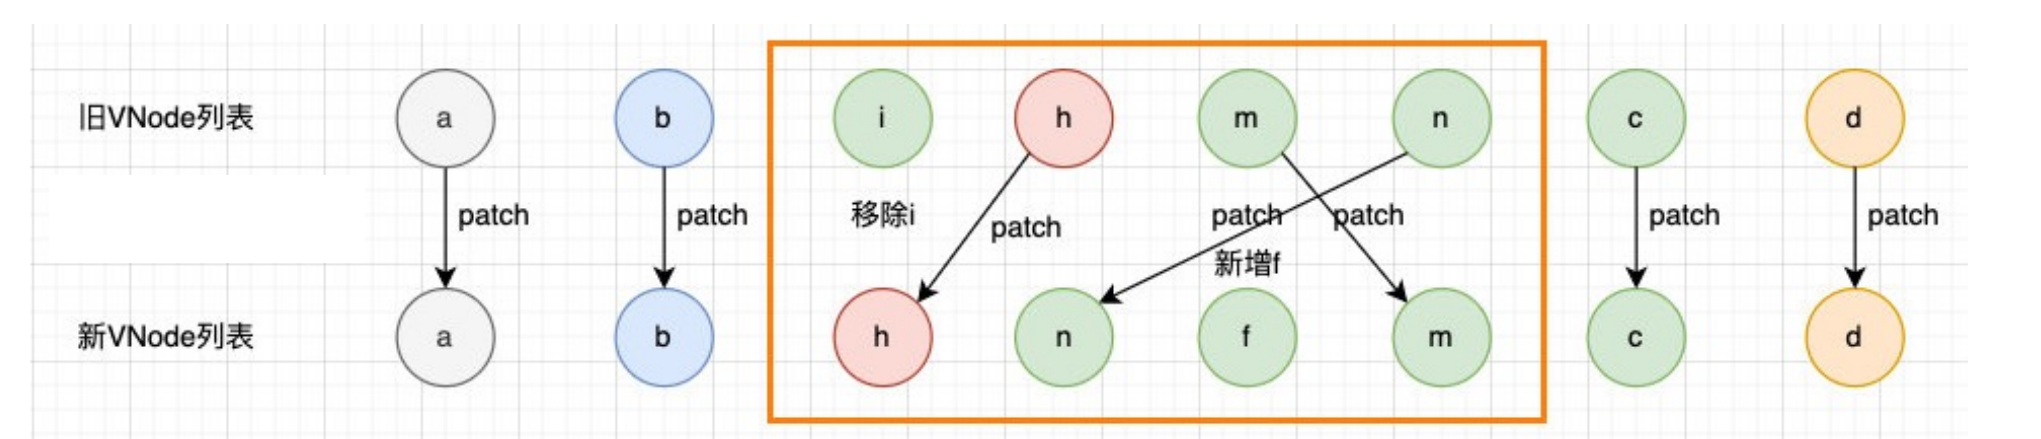 旧VNode列表
a
b
i
h
m
n
c
d
patch
patch
移除i
patch
patch
patch
新增f
patch
patch
新VNode列表
a
b
h
n
f
m
c
d